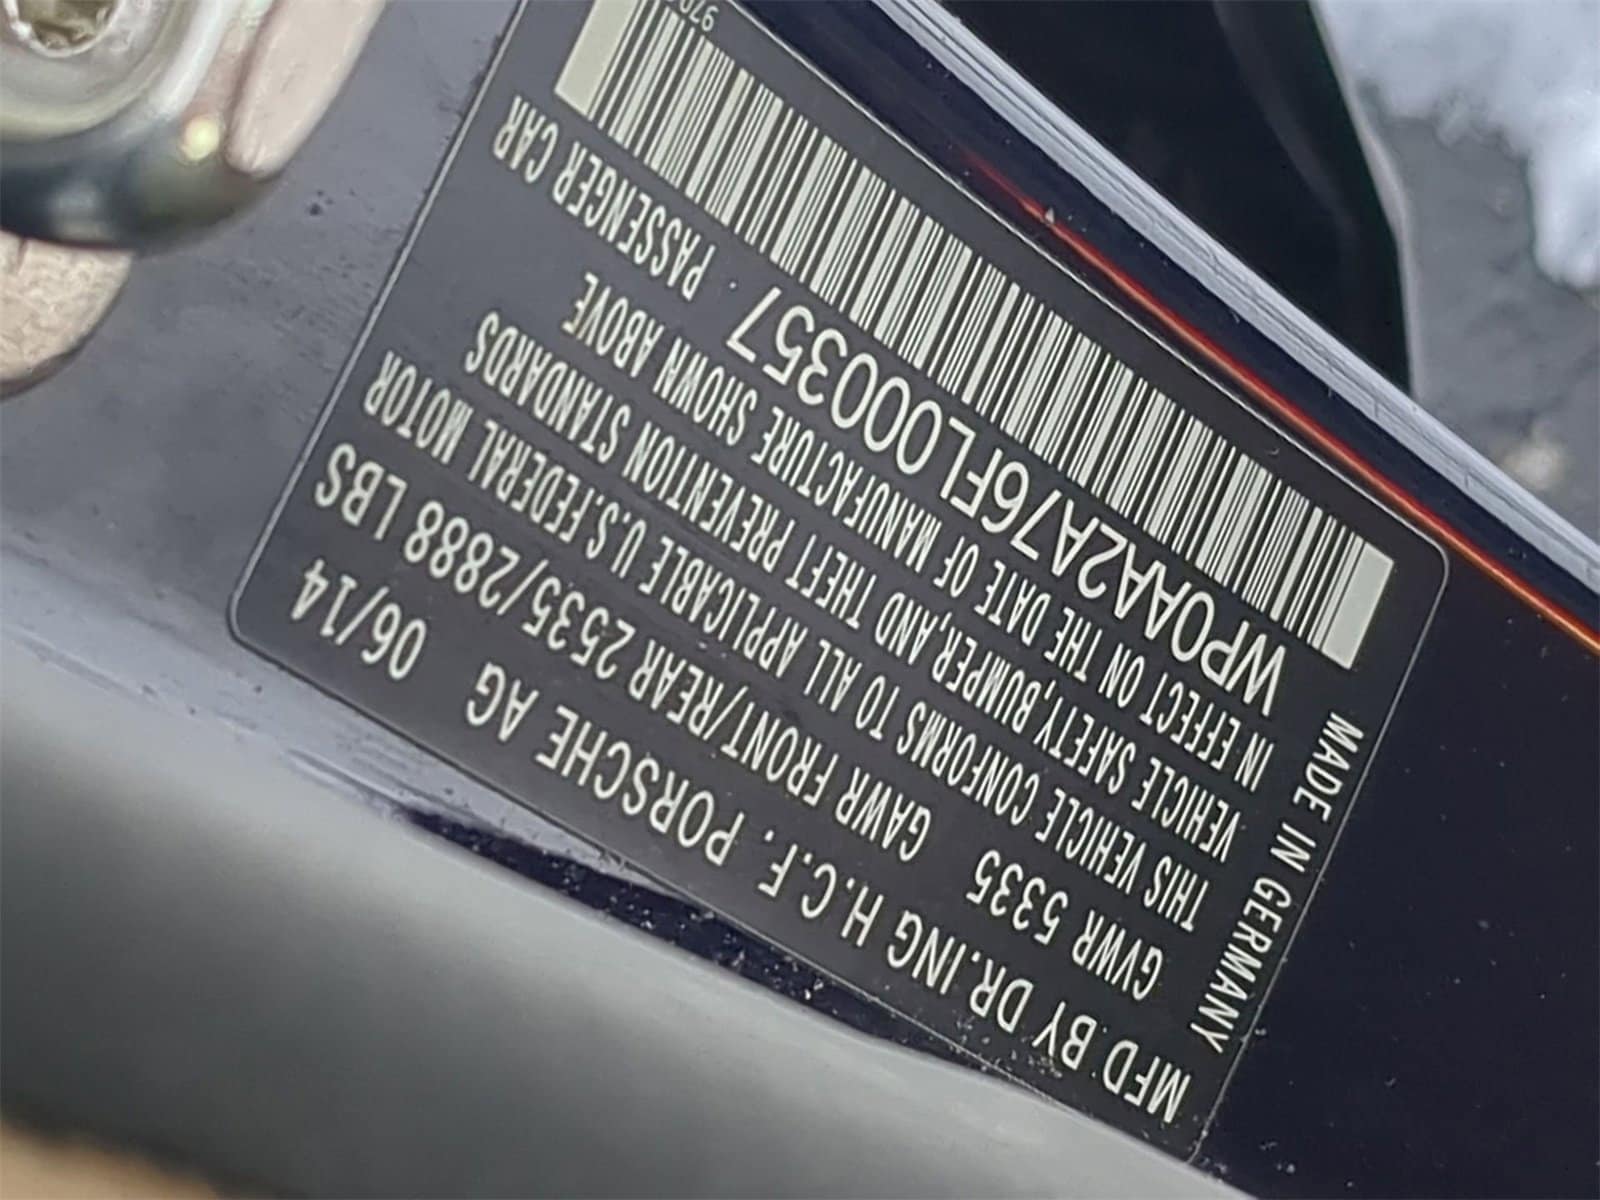 MFD.BY DR.ING H.C.F. PORSCHE AG 06/14
GVWR 5335 GAWR FRONT/REAR 2535/2888 LBS
THIS VEHICLE CONFORMS TO ALL APPLICABLE U.S.FEDERAL MOTOR
VEHICLE SAFETY,BUMPER,AND THEFT PREVENTION STANDARDS
IN EFFECT ON THE DATE OF MANUFACTURE SHOWN ABOVE
WP0AA2A76FL000357 PASSENGER CAR
MADE IN GERMANY